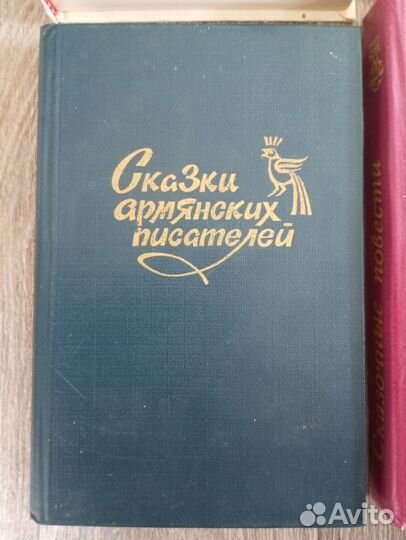 Сказки
армянских
писателей
Сказочные повести
Avito